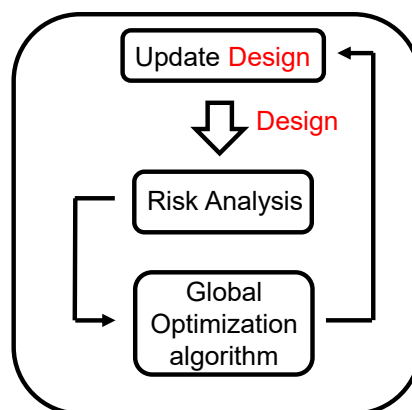 Update Design
Design
Risk Analysis
Global
Optimization
algorithm